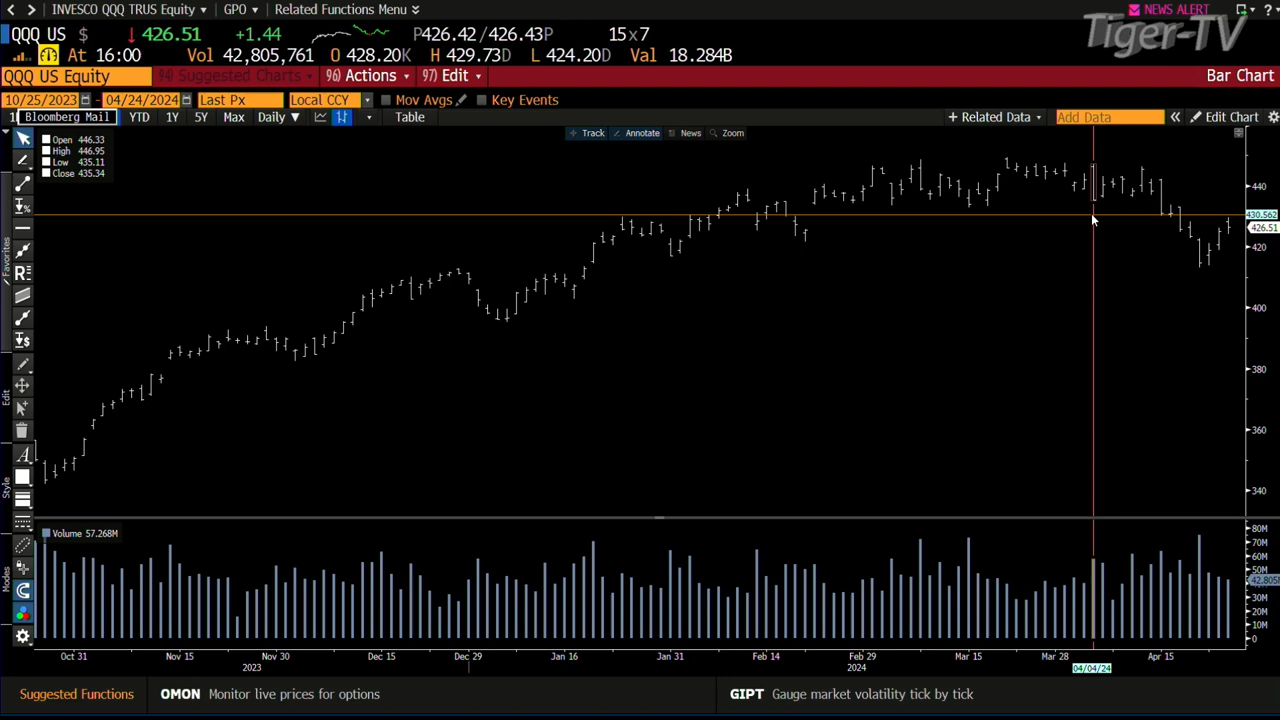 INVESCO QQQ TRUS Equity GPO Related Functions Menu NEWS ALERT ?
Tiger-TV
QQQ US $ ↓ 426.51 +1.44 P426.42 / 426.43P 15x7
At 16:00 Vol 42,805,761 O 428.20K H 429.73D L 424.20D Val 18.284B
QQQ US Equity 94) Suggested Charts 96) Actions 97) Edit Bar Chart
10/25/2023 - 04/24/2024 Last Px Local CCY Mov Avgs Key Events
Bloomberg Mail YTD 1Y 5Y Max Daily ▼ Table + Related Data Add Data « Edit Chart
Track Annotate News Zoom
Open 446.33
High 446.95
Low 435.11
Close 435.34
440
430.562
426.51
420
400
380
360
340
Favorites
Edit
Style
Modes
Volume 57.268M
80M
70M
60M
50M
42.805M
30M
20M
10M
0
Oct 31 Nov 15 Nov 30 Dec 15 Dec 29 Jan 16 Jan 31 Feb 14 Feb 29 Mar 15 Mar 28 Apr 15
2023 2024 04/04/24
Suggested Functions OMON Monitor live prices for options GIPT Gauge market volatility tick by tick